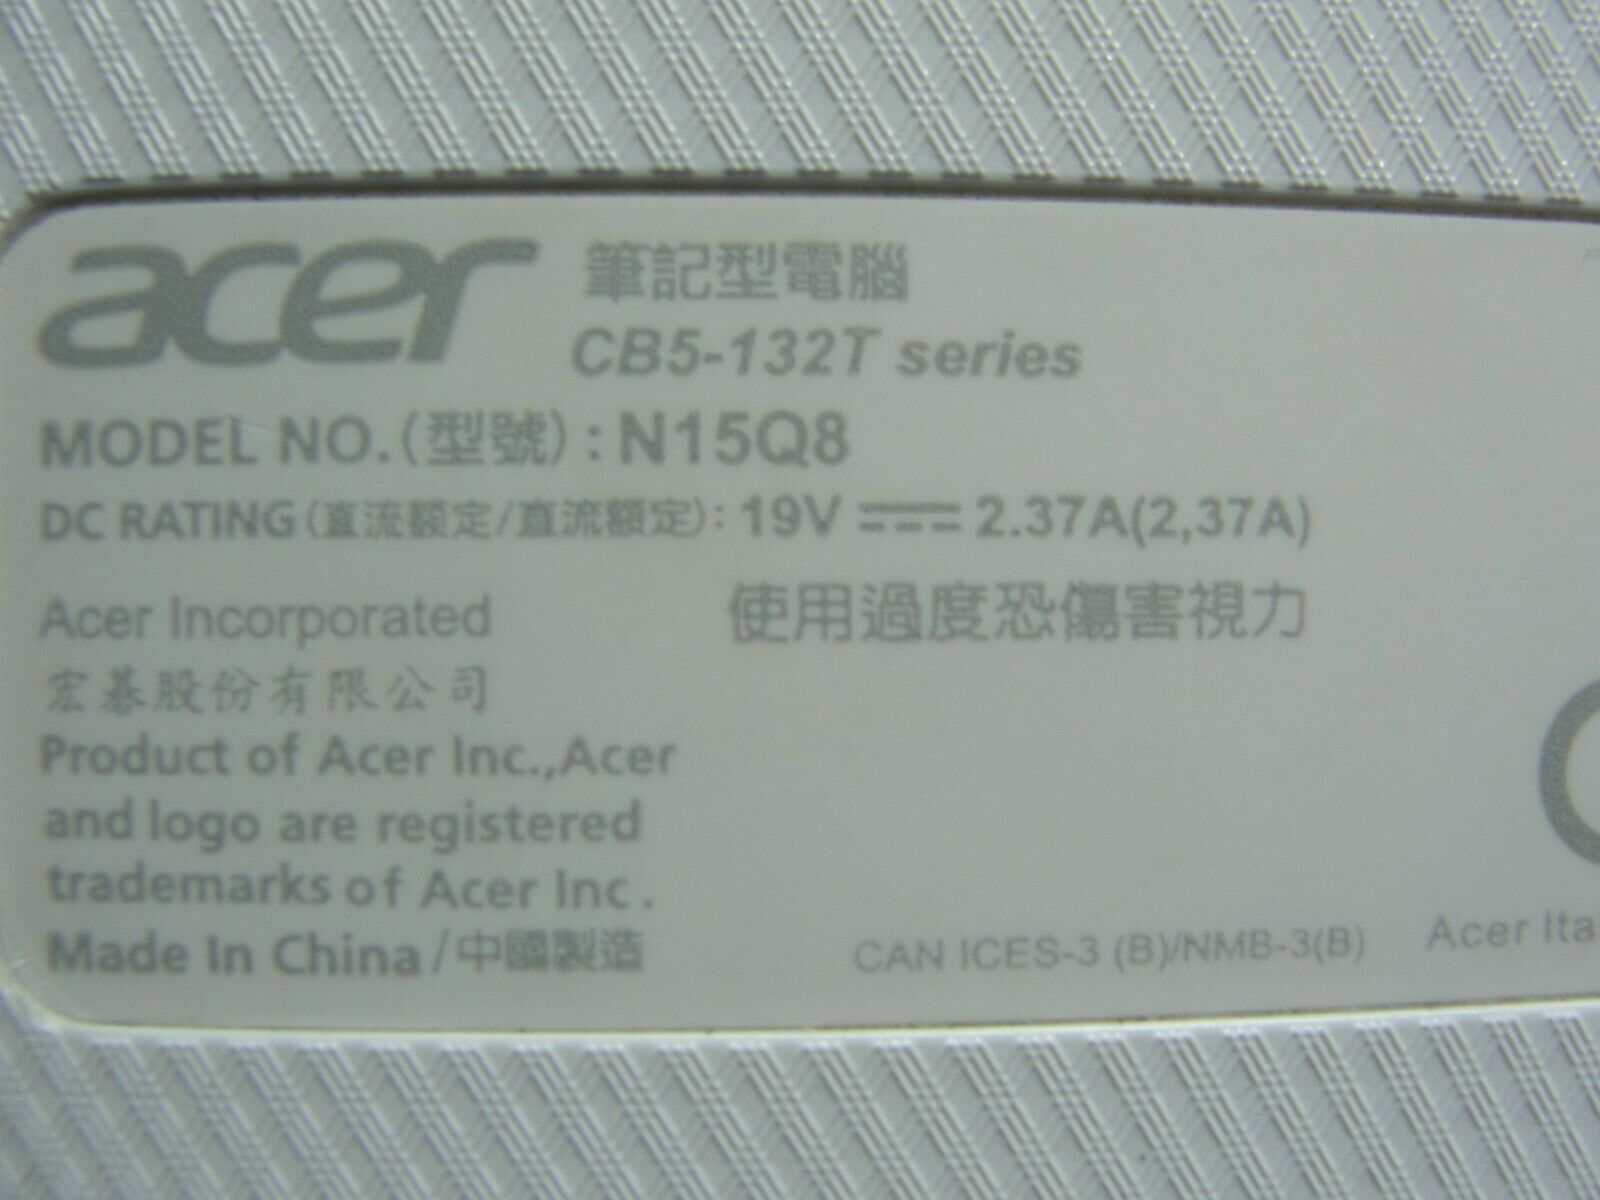 acer 筆記型電腦
CB5-132T series
MODEL NO.(型號):N15Q8
DC RATING(直流额定/直流額定): 19V ⎓ 2.37A(2,37A)
Acer Incorporated 使用過度恐傷害視力
宏碁股份有限公司
Product of Acer Inc.,Acer
and logo are registered
trademarks of Acer Inc.
Made In China/中國製造
CAN ICES-3 (B)/NMB-3(B)
Acer Ita